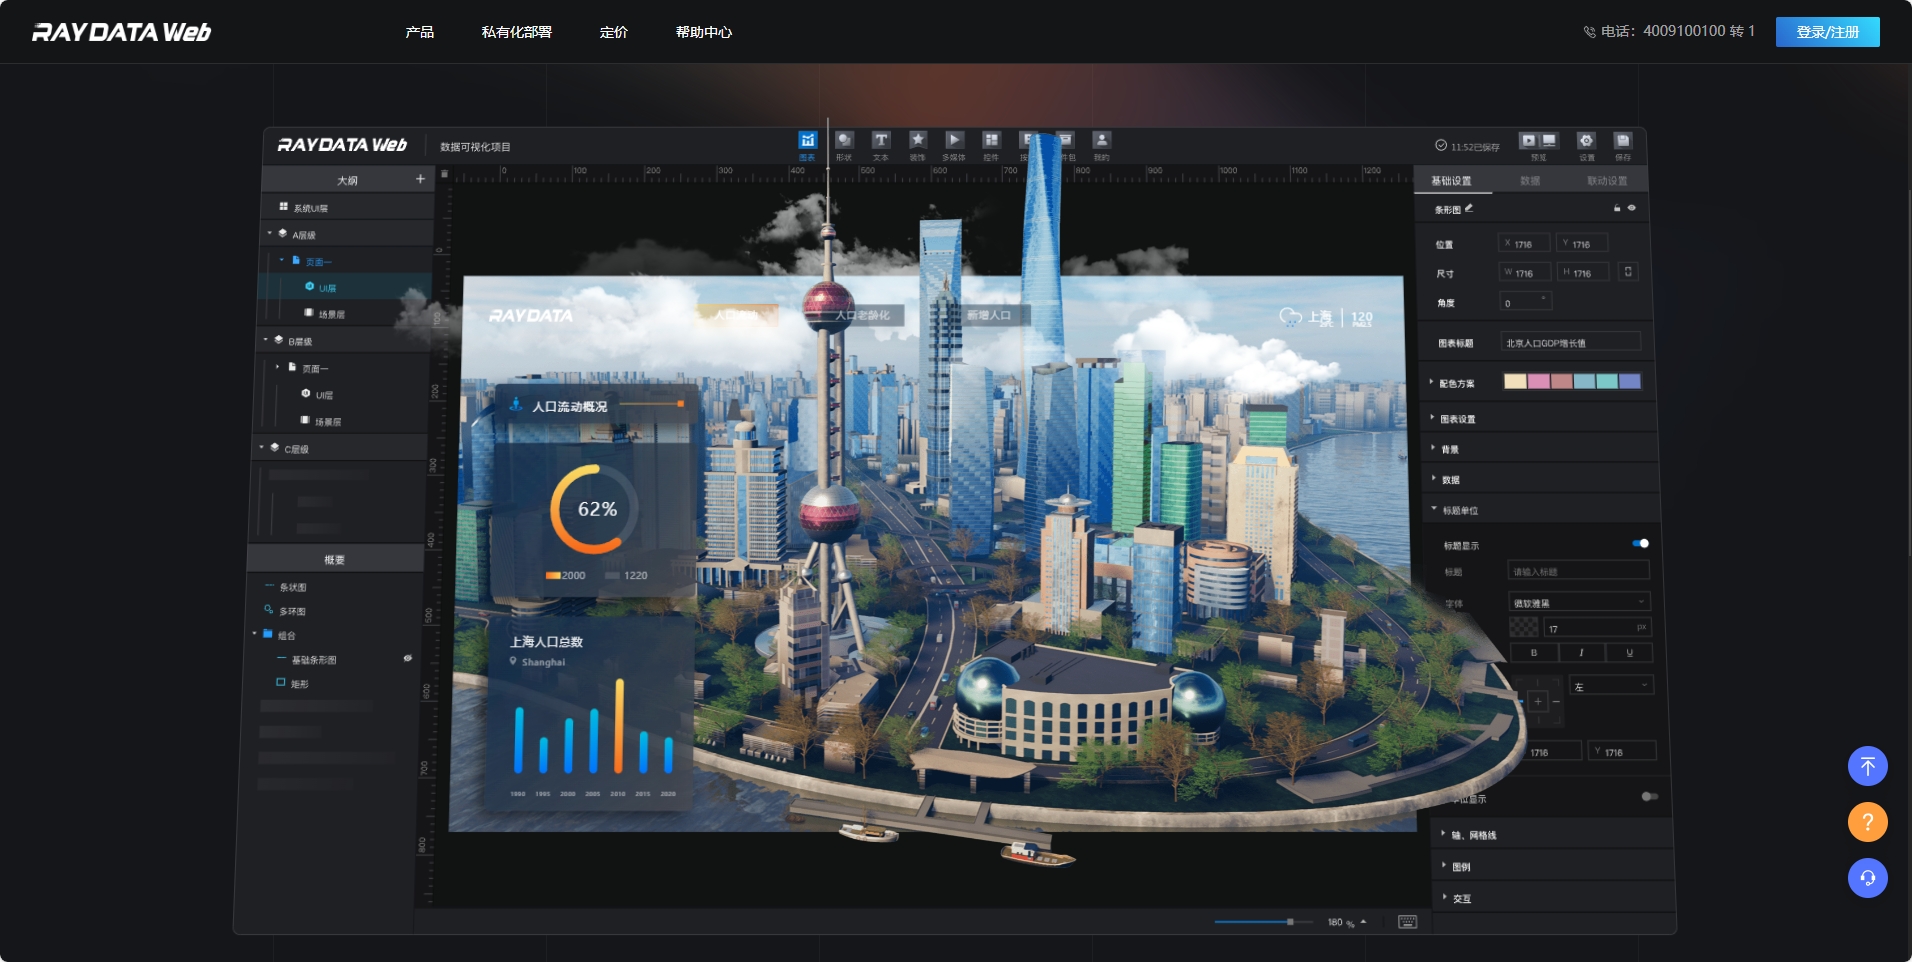 RAYDATA Web
产品
私有化部署
定价
帮助中心
电话：4009100100 转 1
登录/注册
RAYDATA Web
数据可视化项目
图表
形状
文本
装饰
多媒体
控件
件包
我的
11:52已保存
预览
设置
保存
大纲
+
系统UI层
A层级
页面一
UI层
场景层
B层级
页面一
UI层
场景层
C层级
概要
条状图
多环图
组合
基础条形图
矩形
0 100 200 300 400 500 600 700 800 900 1000 1100 1200
0
100
200
300
400
500
600
700
800
RAYDATA
人口流动
人口老龄化
新增人口
上海
120
人口流动概况
62%
2000
1220
上海人口总数
Shanghai
1990 1995 2000 2005 2010 2015 2020
180 %
基础设置
数据
联动设置
条形图
位置
X 1716
Y 1716
尺寸
W 1716
H 1716
角度
0
°
图表标题
北京人口GDP增长值
配色方案
图表设置
背景
数据
标题单位
标题显示
标题
请输入标题
字体
微软雅黑
17
px
B
I
U
左
1716
Y 1716
单位显示
轴、网格线
图例
交互
?